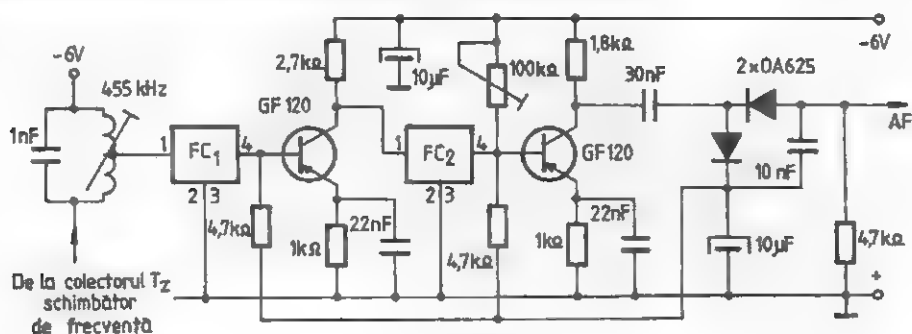 -6V
455 kHz
1nF
1
FC1
4
2 3
4,7kΩ
De la colectorul Tz
schimbător
de frecvență
2,7kΩ
GF 120
1kΩ
22nF
10µF
1
FC2
4
2 3
4,7kΩ
100kΩ
1,8kΩ
GF120
1kΩ
22nF
30nF
2×OA625
-6V
AF
10 nF
10µF
4,7kΩ
+